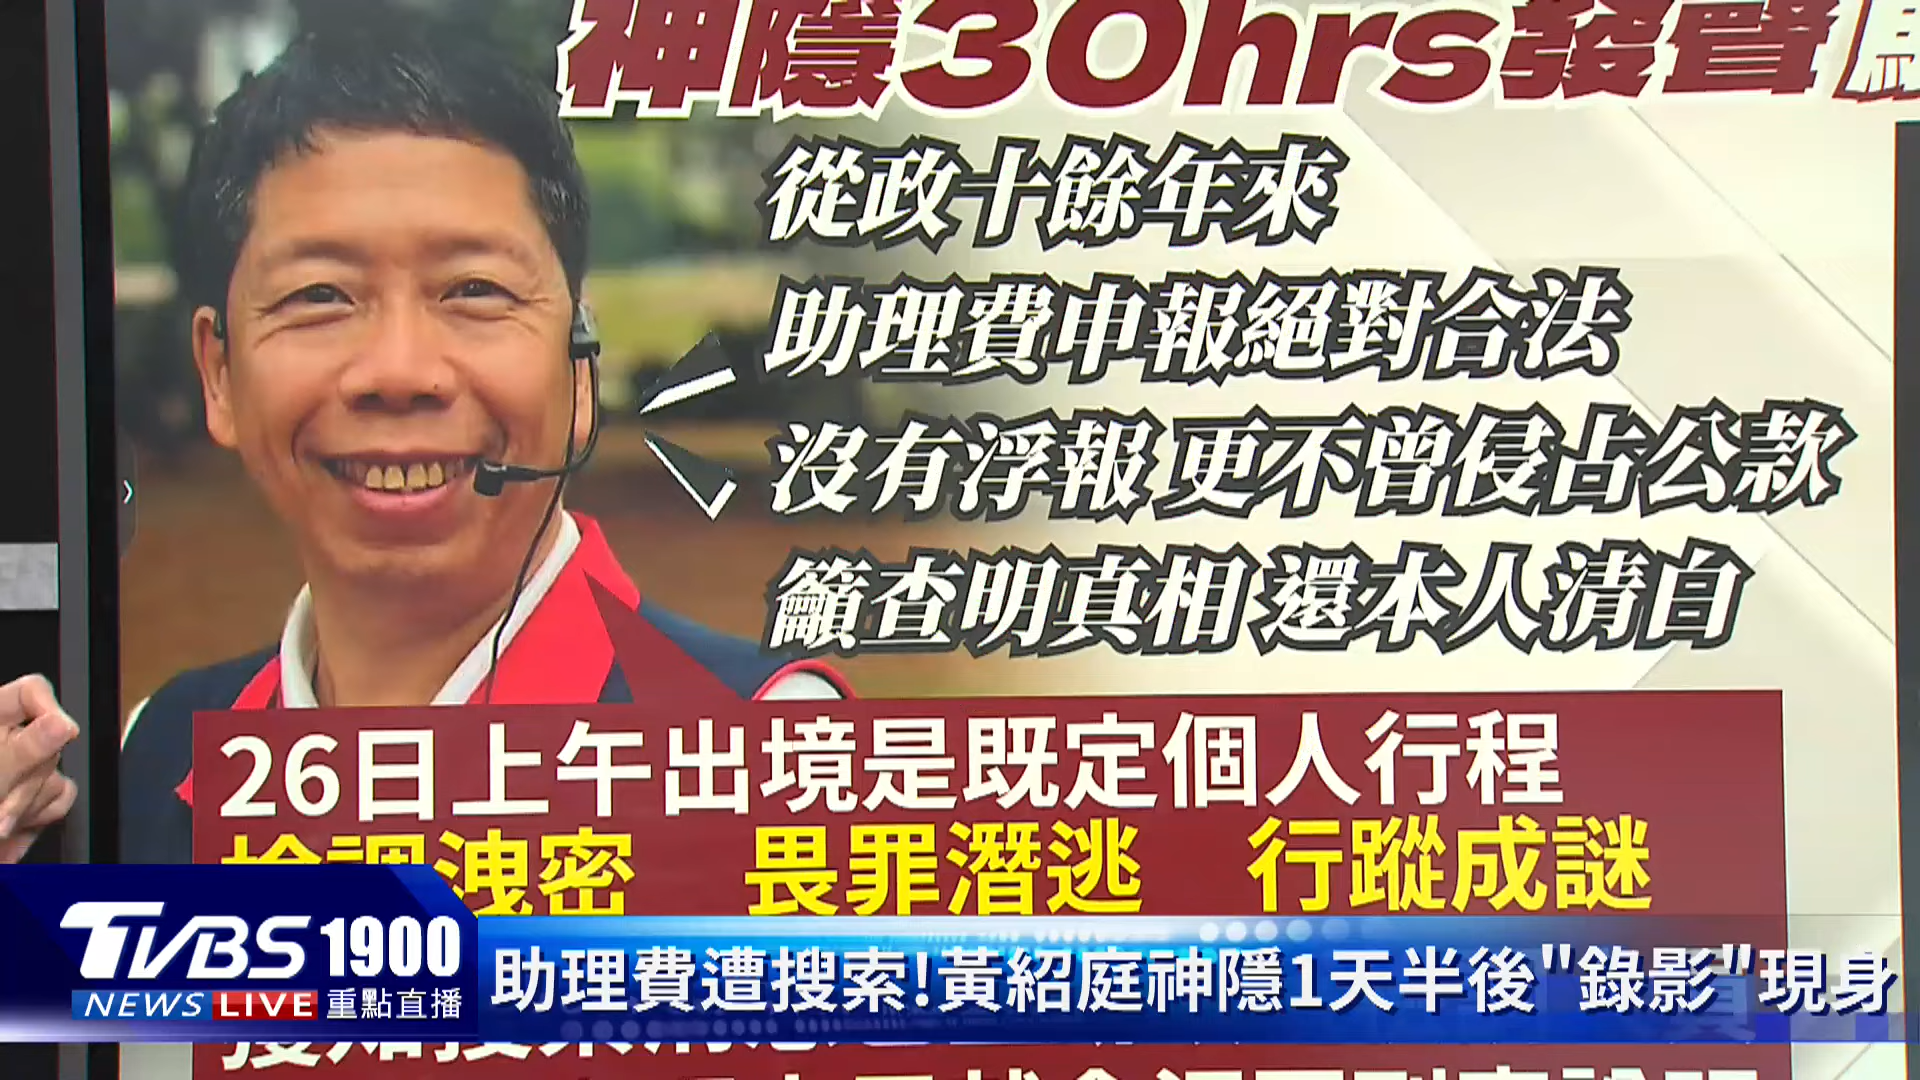 神隱30hrs發聲
從政十餘年來
助理費申報絕對合法
沒有浮報 更不曾侵占公款
籲查明真相 還本人清白
26日上午出境是既定個人行程
檢調洩密 畏罪潛逃 行蹤成謎
TVBS 1900
NEWS LIVE 重點直播
助理費遭搜索!黃紹庭神隱1天半後"錄影"現身